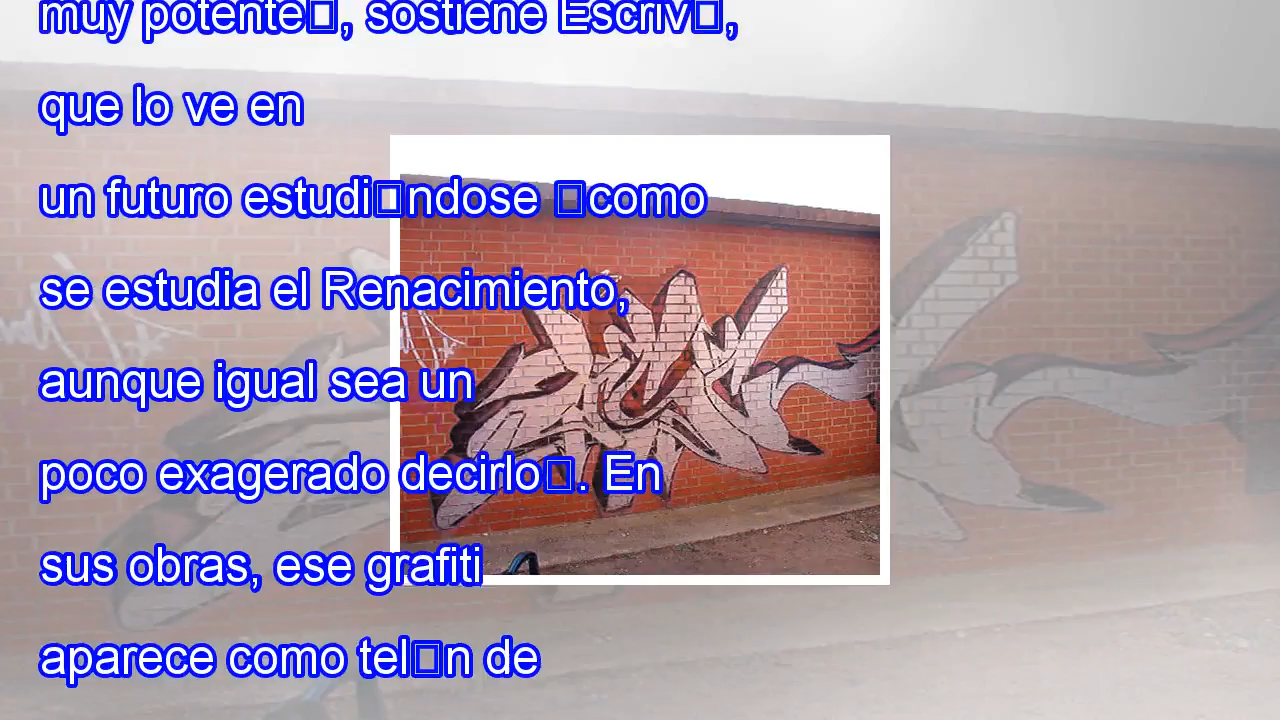 muy potente□, sostiene Escriv□,
que lo ve en
un futuro estudi□ndose □como
se estudia el Renacimiento,
aunque igual sea un
poco exagerado decirlo□. En
sus obras, ese grafiti
aparece como tel□n de